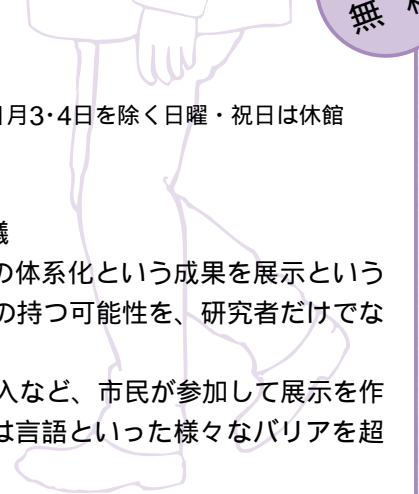 無
月3・4日を除く日曜・祝日は休館
の体系化という成果を展示という
の持つ可能性を、研究者だけでな
入など、市民が参加して展示を作
は言語といった様々なバリアを超